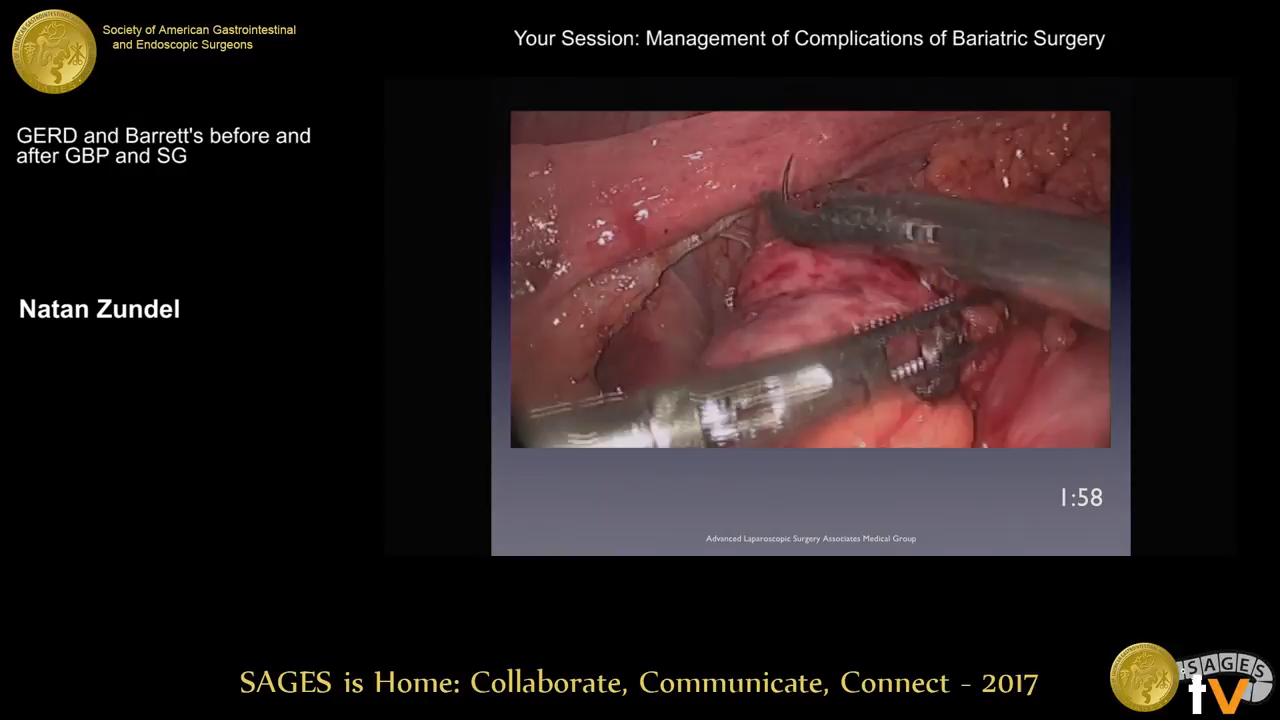 Society of American Gastrointestinal
and Endoscopic Surgeons
Your Session: Management of Complications of Bariatric Surgery
GERD and Barrett's before and
after GBP and SG
Natan Zundel
1:58
Advanced Laparoscopic Surgery Associates Medical Group
SAGES is Home: Collaborate, Communicate, Connect - 2017
SAGES
tv